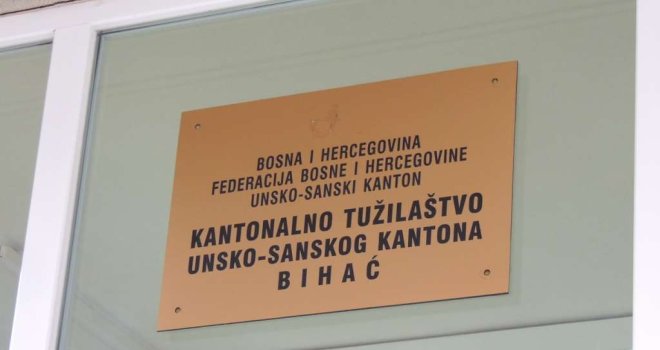 BOSNA I HERCEGOVINA
FEDERACIJA BOSNE I HERCEGOVINE
UNSKO-SANSKI KANTON
KANTONALNO TUŽILAŠTVO
UNSKO-SANSKOG KANTONA
BIHAĆ